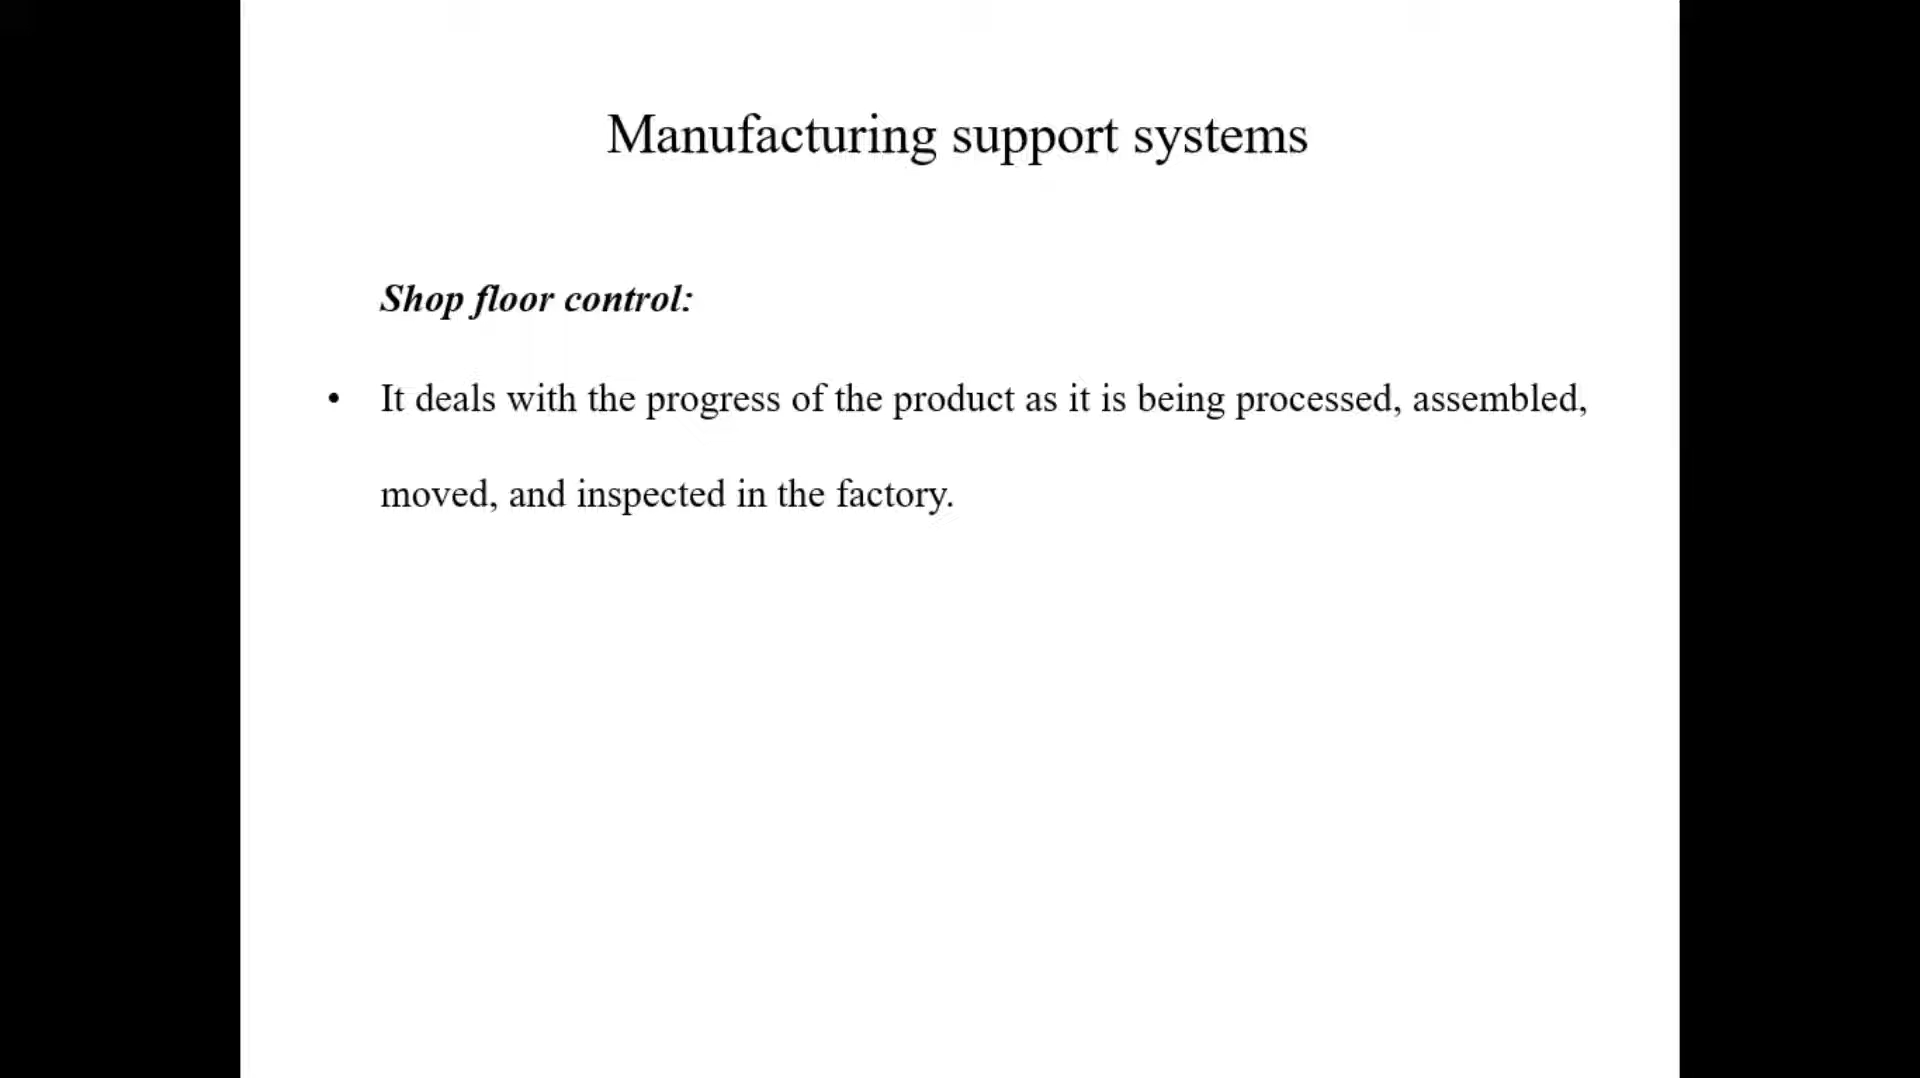 Manufacturing support systems
Shop floor control:
• It deals with the progress of the product as it is being processed, assembled,
moved, and inspected in the factory.